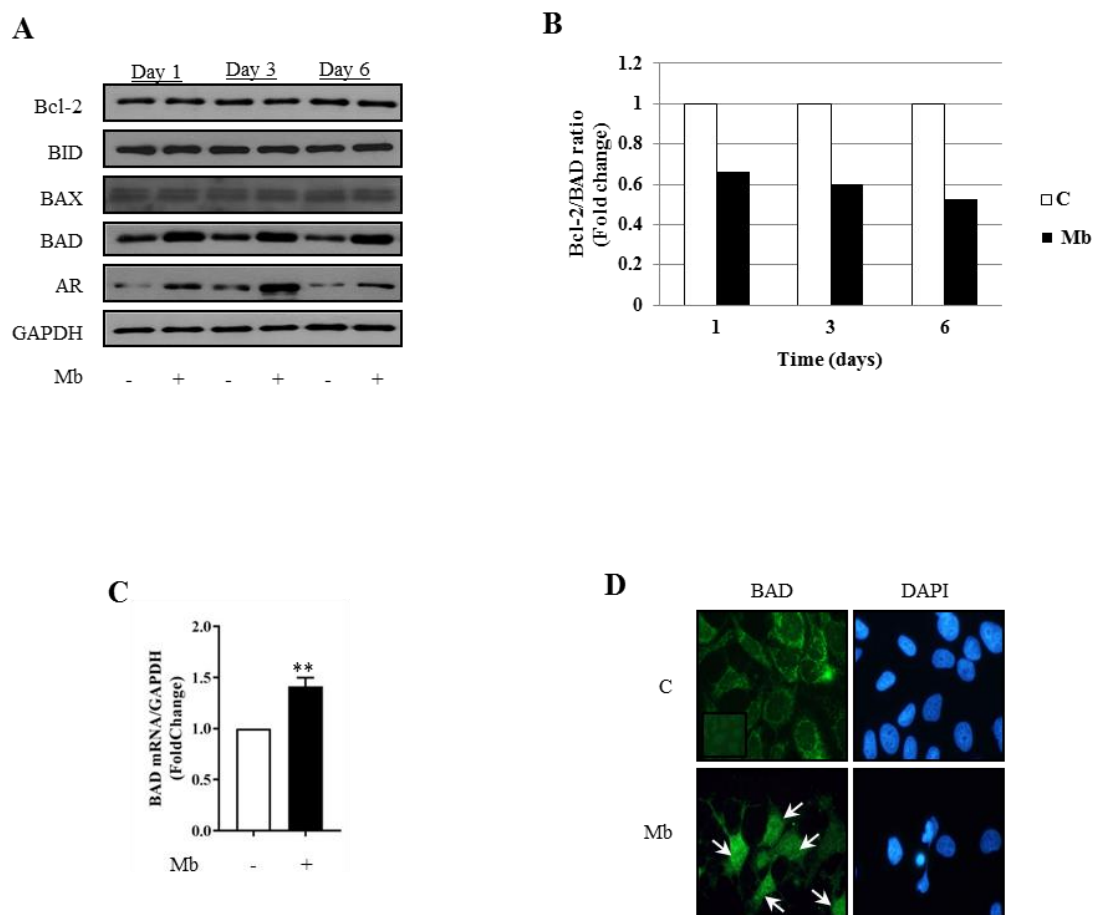 A
Day 1 Day 3 Day 6
Bcl-2
BID
BAX
BAD
AR
GAPDH
Mb - + - + - +
B
Bcl-2/BAD ratio
(Fold change)
1.2
1
0.8
0.6
0.4
0.2
0
1 3 6
Time (days)
C
Mb
C
BAD mRNA/GAPDH
(FoldChange)
2.0
1.5
1.0
0.5
0.0
**
Mb - +
D
BAD DAPI
C
Mb